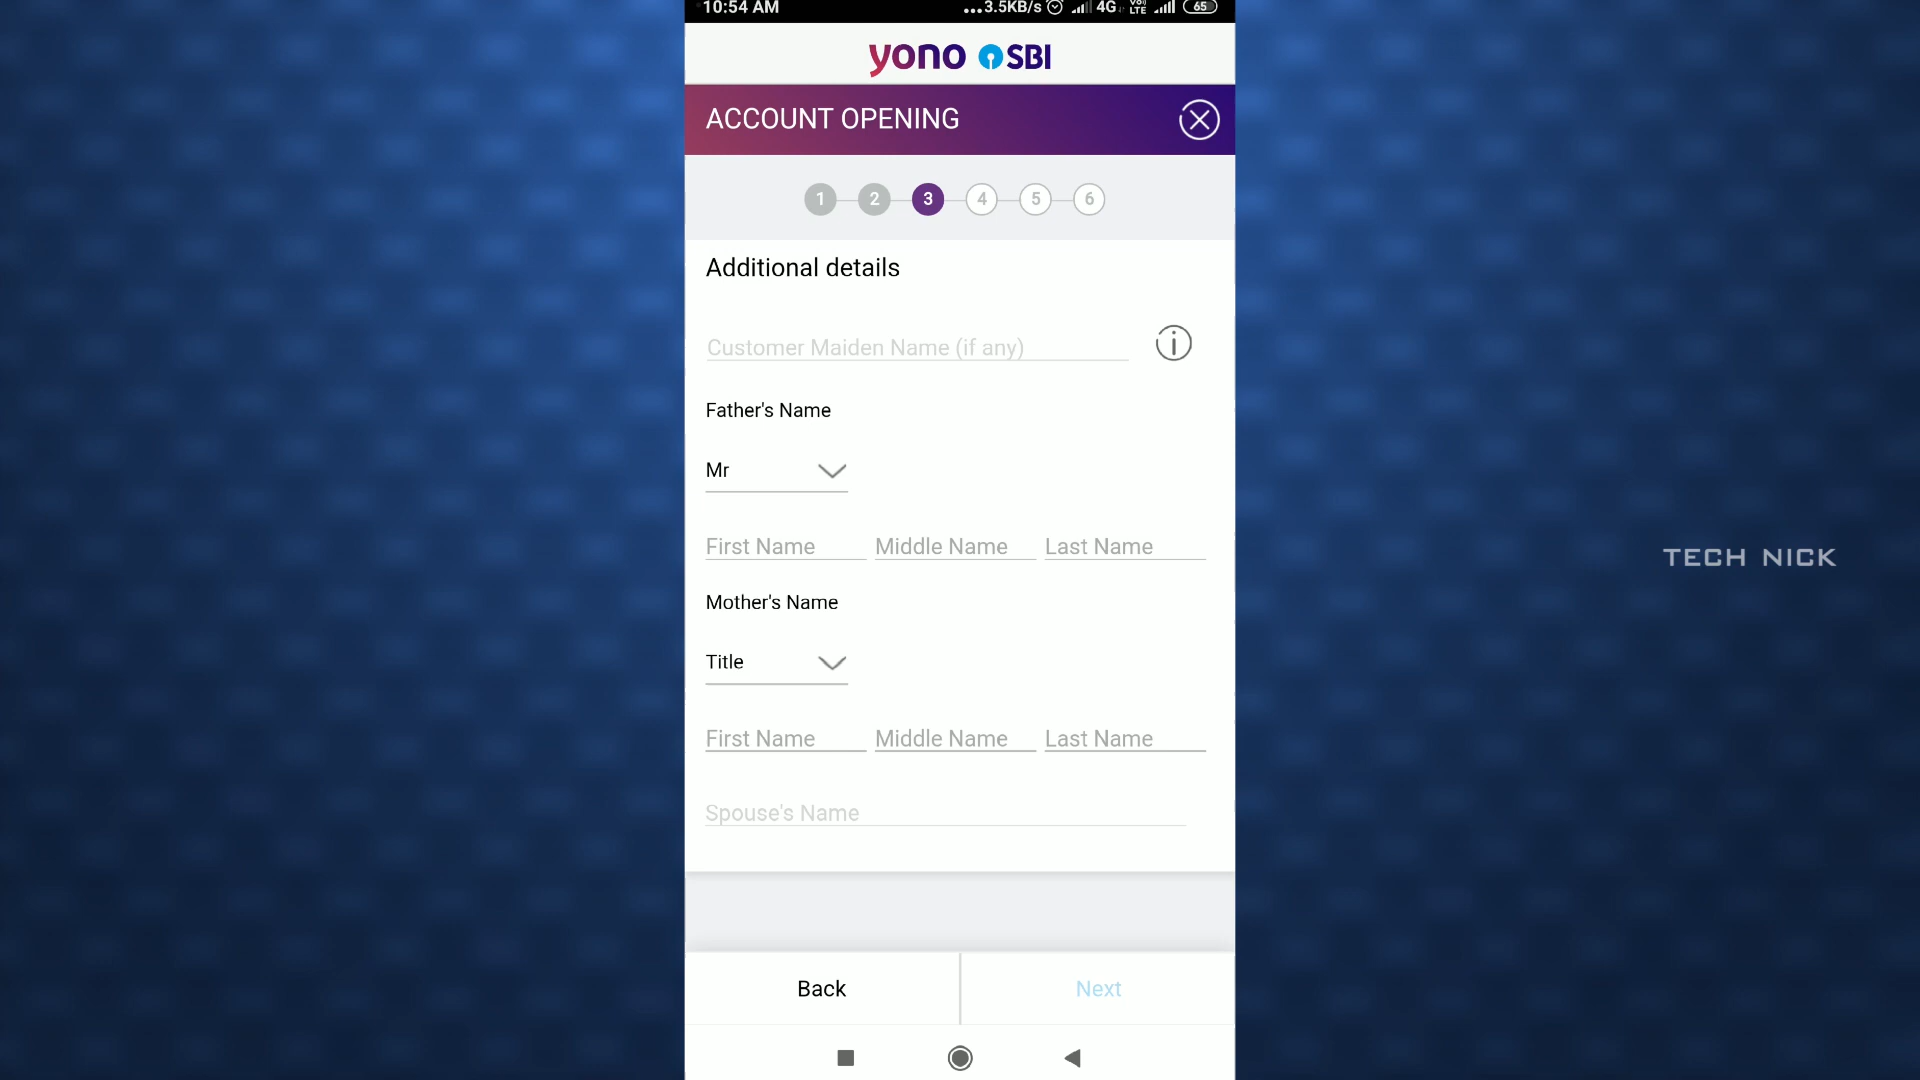 10:54 AM ...3.5KB/s 4G VoLTE 65
yono SBI
ACCOUNT OPENING
1 2 3 4 5 6
Additional details
Customer Maiden Name (if any)
Father's Name
Mr
First Name Middle Name Last Name
Mother's Name
Title
First Name Middle Name Last Name
Spouse's Name
Back Next
TECH NICK